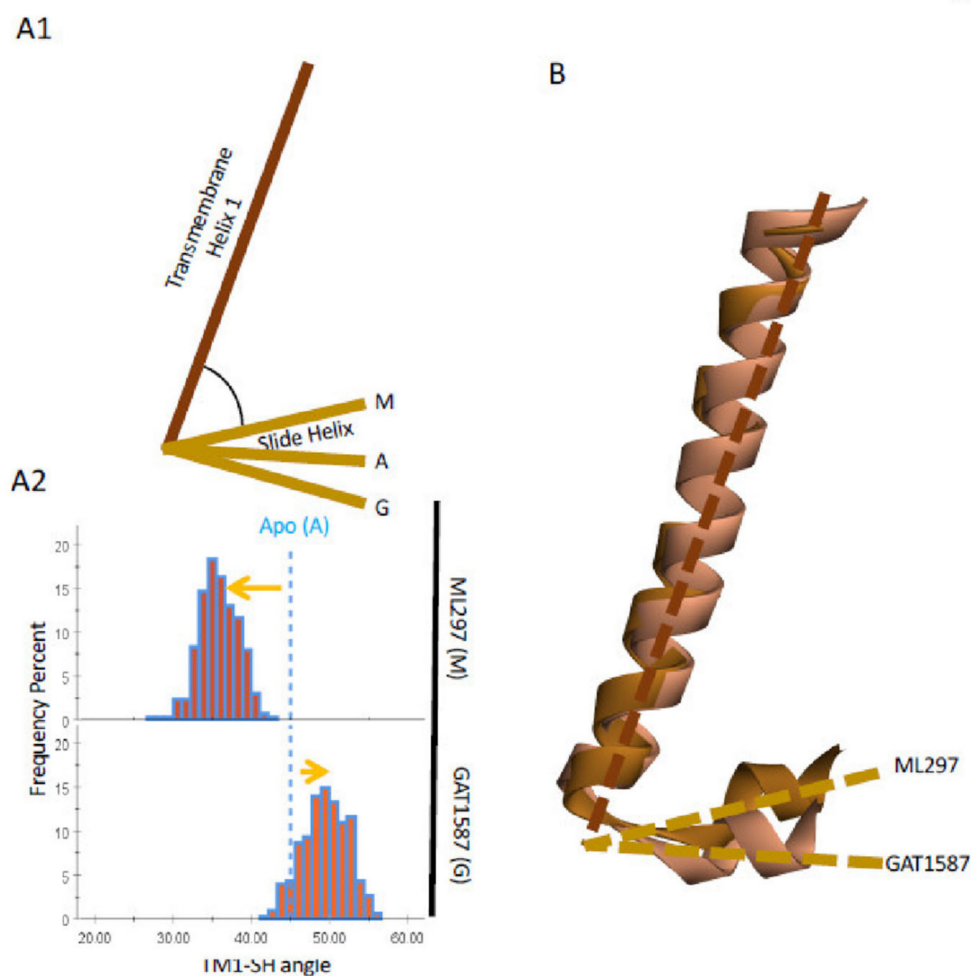 A1
B
Transmembrane
Helix 1
M
Slide Helix
A
G
A2
Apo (A)
Frequency Percent
20
15
10
5
0
ML297 (M)
20
15
10
5
0
GAT1587 (G)
20.00 30.00 40.00 50.00 60.00
TM1-SH angle
ML297
GAT1587